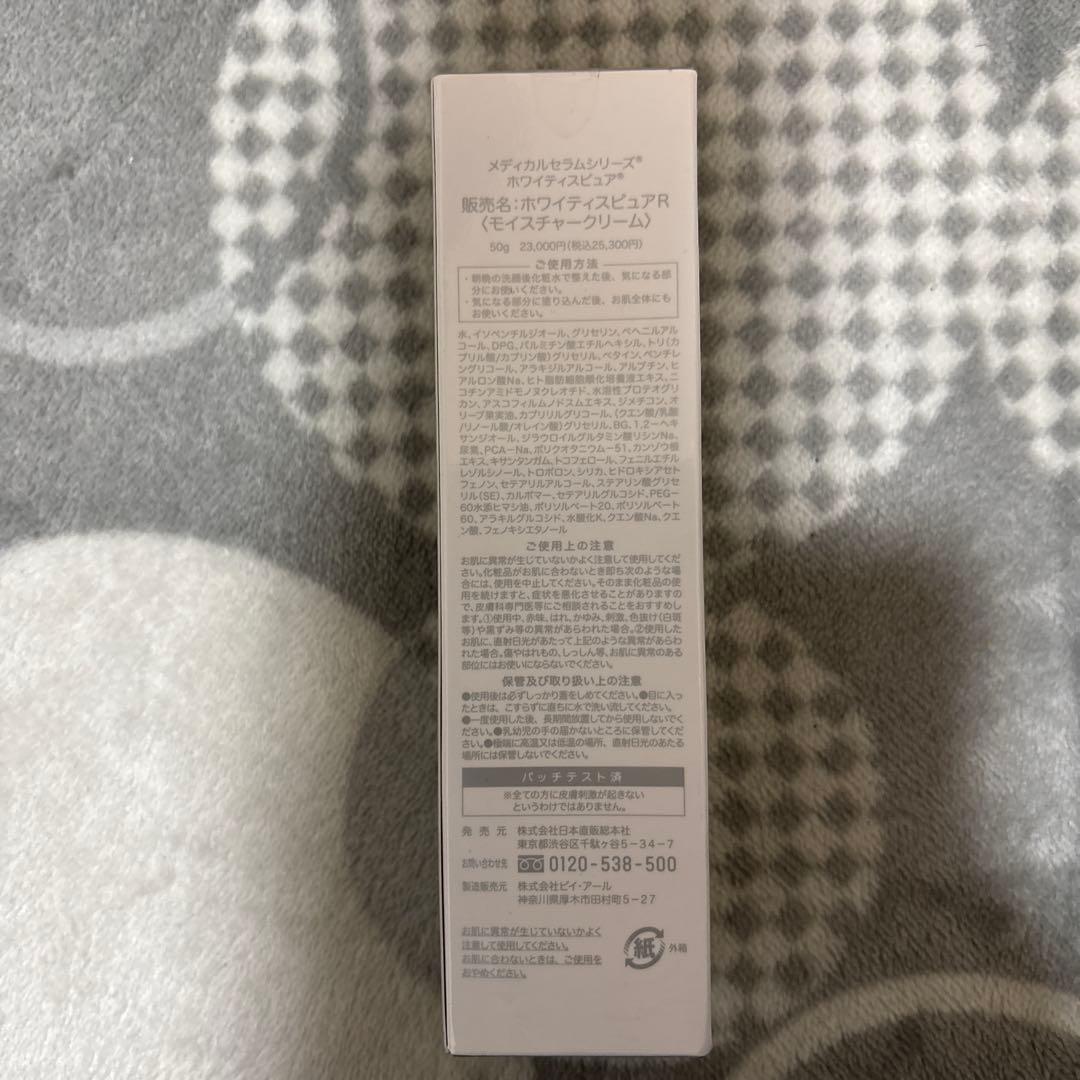 メディカルセラムシリーズ®
ホワイティスピュア®
販売名:ホワイティスピュアR
〈モイスチャークリーム〉
50g 23,000円(税込25,300円)
ご使用方法
・朝晩の洗顔後化粧水で整えた後、気になる部
分にお使いください。
・気になる部分に塗り込んだ後、お肌全体にも
お使いください。
水、イソペンチルジオール、グリセリン、ベヘニルアル
コール、DPG、パルミチン酸エチルヘキシル、トリ(カ
プリル酸/カプリン酸)グリセリル、ベタイン、ペンチレ
ングリコール、アラキジルアルコール、アルブチン、ヒ
アルロン酸Na、ヒト脂肪細胞順化培養液エキス、ニ
コチンアミドモノヌクレオチド、水溶性プロテオグリ
カン、アスコフィルムノドスムエキス、ジメチコン、オ
リーブ果実油、カプリリルグリコール、(クエン酸/乳酸
/リノール酸/オレイン酸)グリセリル、BG、1,2-ヘキ
サンジオール、ジラウロイルグルタミン酸リシンNa、
尿素、PCA-Na、ポリクオタニウム-51、カンゾウ根
エキス、キサンタンガム、トコフェロール、フェニルエチル
レゾルシノール、トロポロン、シリカ、ヒドロキシアセト
フェノン、セテアリルアルコール、ステアリン酸グリセ
リル(SE)、カルボマー、セテアリルグルコシド、PEG-
60水添ヒマシ油、ポリソルベート20、ポリソルベート
60、アラキルグルコシド、水酸化K、クエン酸Na、クエ
ン酸、フェノキシエタノール
ご使用上の注意
お肌に異常が生じていないかよく注意して使用してくだ
さい。化粧品がお肌に合わないとき即ち次のような場
合には、使用を中止してください。そのまま化粧品の使
用を続けますと、症状を悪化させることがありますの
で、皮膚科専門医等にご相談されることをおすすめし
ます。①使用中、赤味、はれ、かゆみ、刺激、色抜け(白斑
等)や黒ずみ等の異常があらわれた場合。②使用した
お肌に、直射日光があたって上記のような異常があらわ
れた場合。傷やはれもの、しっしん等、お肌に異常のある
部位にはお使いにならないでください。
保管及び取り扱い上の注意
●使用後は必ずしっかり蓋をしめてください。●目に入っ
たときは、こすらずに直ちに水で洗い流してください。
●一度使用した後、長期間放置してから使用しないでく
ださい。●乳幼児の手の届かないところに保管してくだ
さい。●極端に高温又は低温の場所、直射日光のあたる
場所には保管しないでください。
パッチテスト済
※全ての方に皮膚刺激が起きない
というわけではありません。
発売元 株式会社日本直販総本社
東京都渋谷区千駄ヶ谷5-34-7
お問い合わせ先 0120-538-500
製造販売元 株式会社ビイ・アール
神奈川県厚木市田村町5-27
お肌に異常が生じていないかよく
注意して使用してください。
お肌に合わないときは、ご使用を
おやめください。
紙 外箱